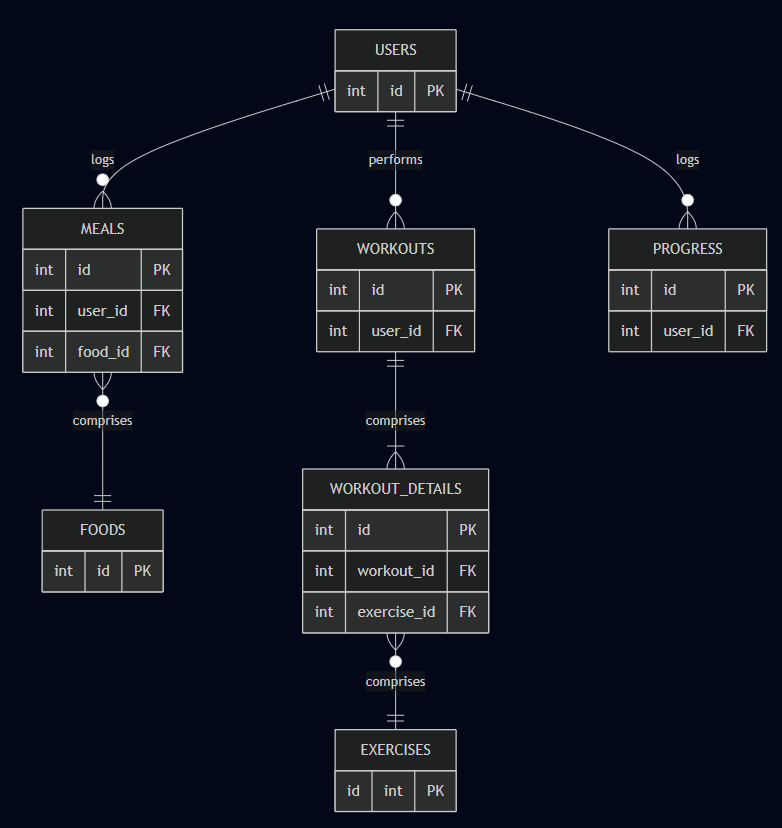 USERS
int id PK
logs performs logs
MEALS
int id PK
int user_id FK
int food_id FK
WORKOUTS
int id PK
int user_id FK
PROGRESS
int id PK
int user_id FK
comprises comprises
FOODS
int id PK
WORKOUT_DETAILS
int id PK
int workout_id FK
int exercise_id FK
comprises
EXERCISES
id int PK